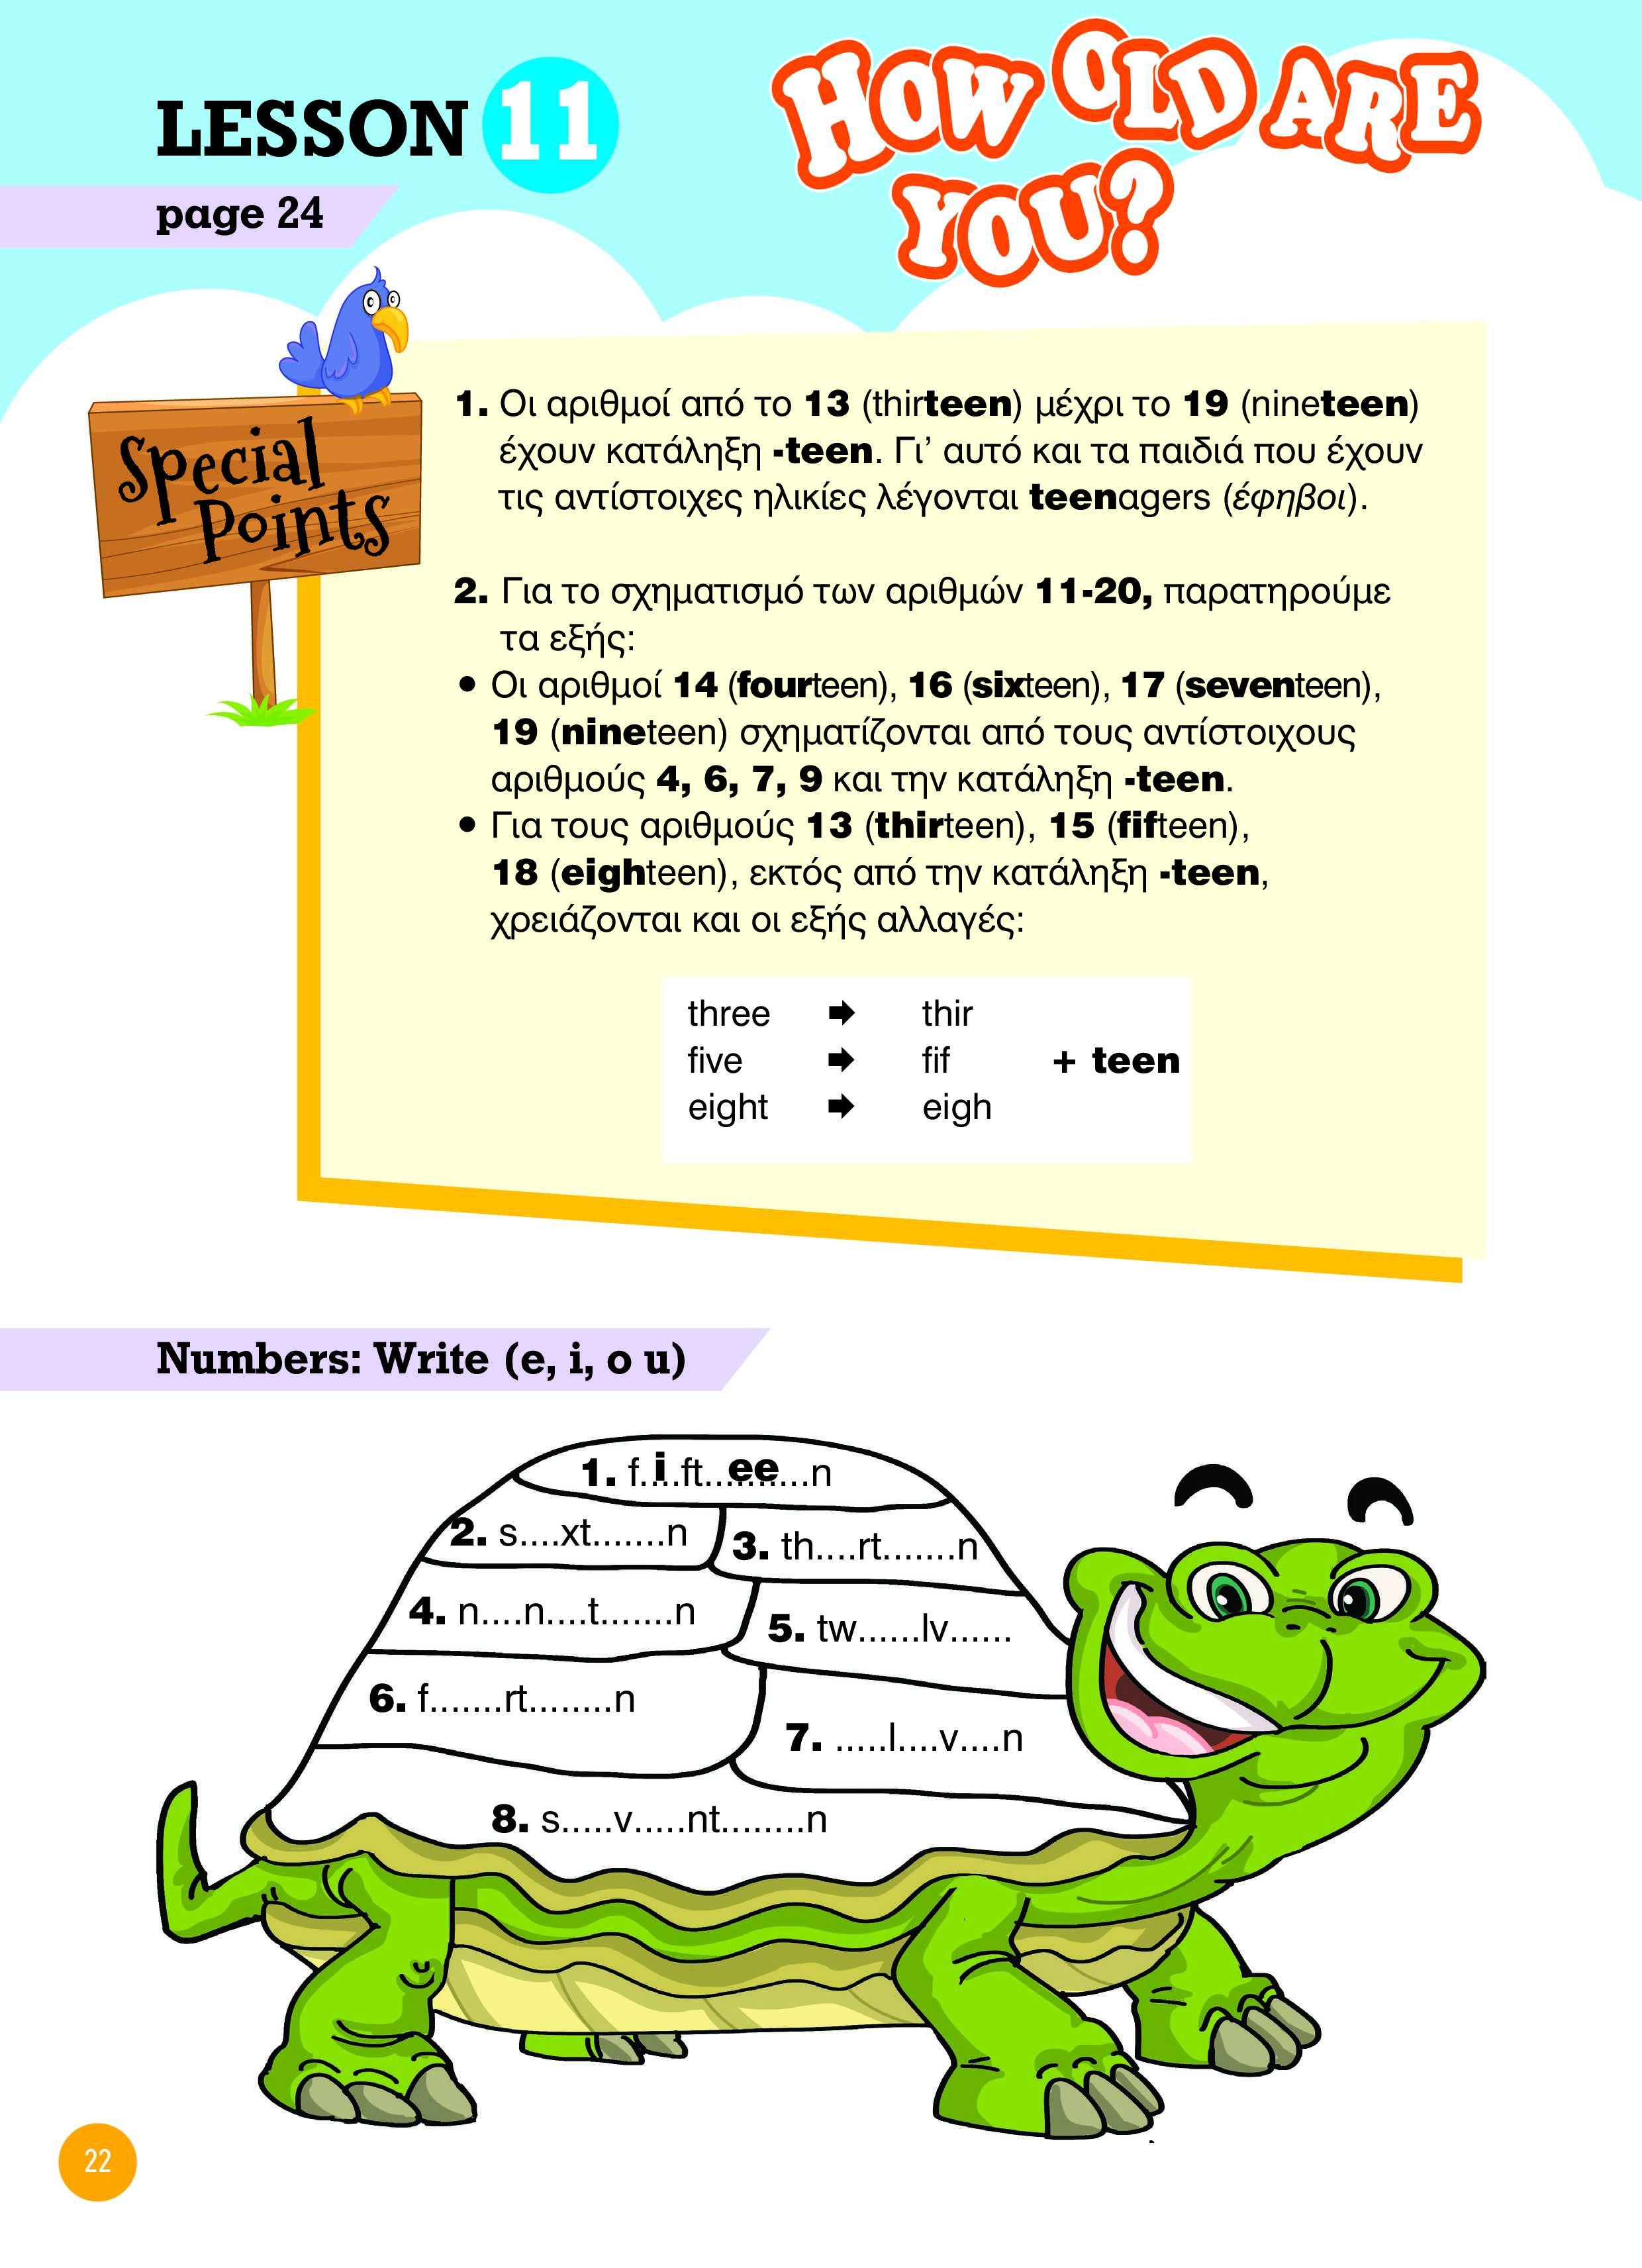 LESSON 11
HOW OLD ARE
YOU?
page 24
Special
Points
1. Οι αριθμοί από το 13 (thirteen) μέχρι το 19 (nineteen)
έχουν κατάληξη -teen. Γι’ αυτό και τα παιδιά που έχουν
τις αντίστοιχες ηλικίες λέγονται teenagers (έφηβοι).
2. Για το σχηματισμό των αριθμών 11-20, παρατηρούμε
τα εξής:
• Οι αριθμοί 14 (fourteen), 16 (sixteen), 17 (seventeen),
19 (nineteen) σχηματίζονται από τους αντίστοιχους
αριθμούς 4, 6, 7, 9 και την κατάληξη -teen.
• Για τους αριθμούς 13 (thirteen), 15 (fifteen),
18 (eighteen), εκτός από την κατάληξη -teen,
χρειάζονται και οι εξής αλλαγές:
three ➡ thir
five ➡ fif + teen
eight ➡ eigh
Numbers: Write (e, i, o u)
1. f..i..ft..ee...n
2. s....xt.......n
3. th....rt.......n
4. n....n....t.......n
5. tw......lv......
6. f.......rt........n
7. .....l....v....n
8. s.....v.....nt........n
22